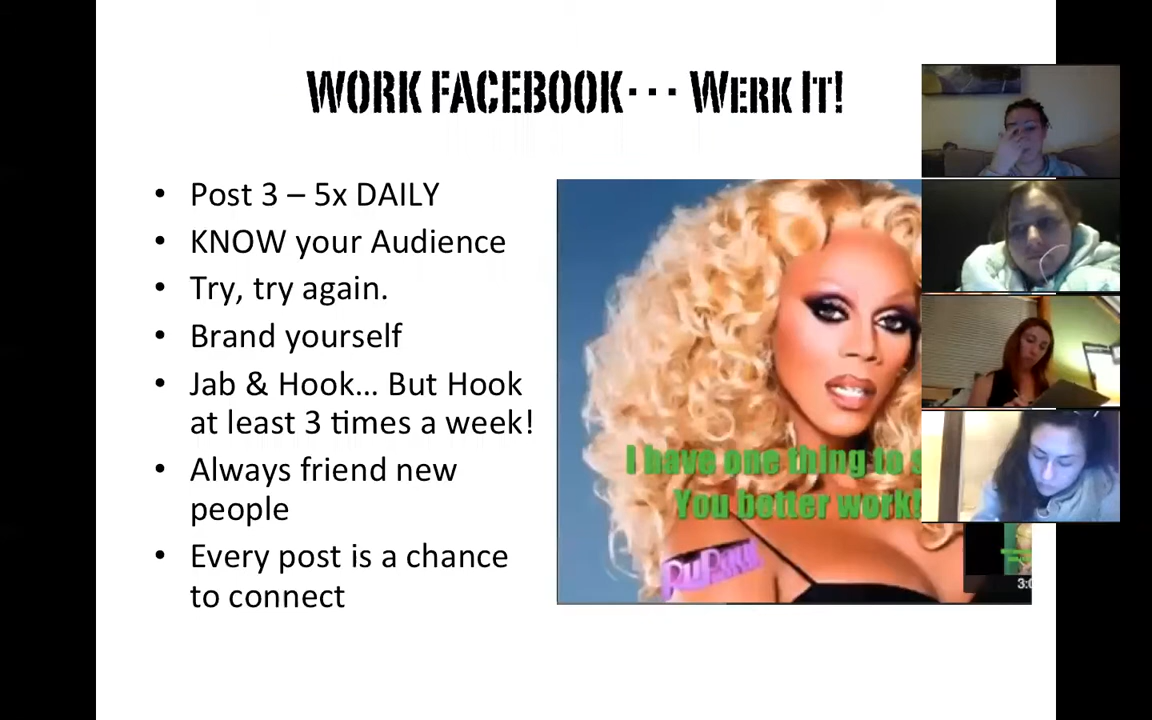 WORK FACEBOOK... WERK IT!
• Post 3 – 5x DAILY
• KNOW your Audience
• Try, try again.
• Brand yourself
• Jab & Hook... But Hook
at least 3 times a week!
• Always friend new
people
• Every post is a chance
to connect
I have one thing to s
You better work!
RuPaul
3:0